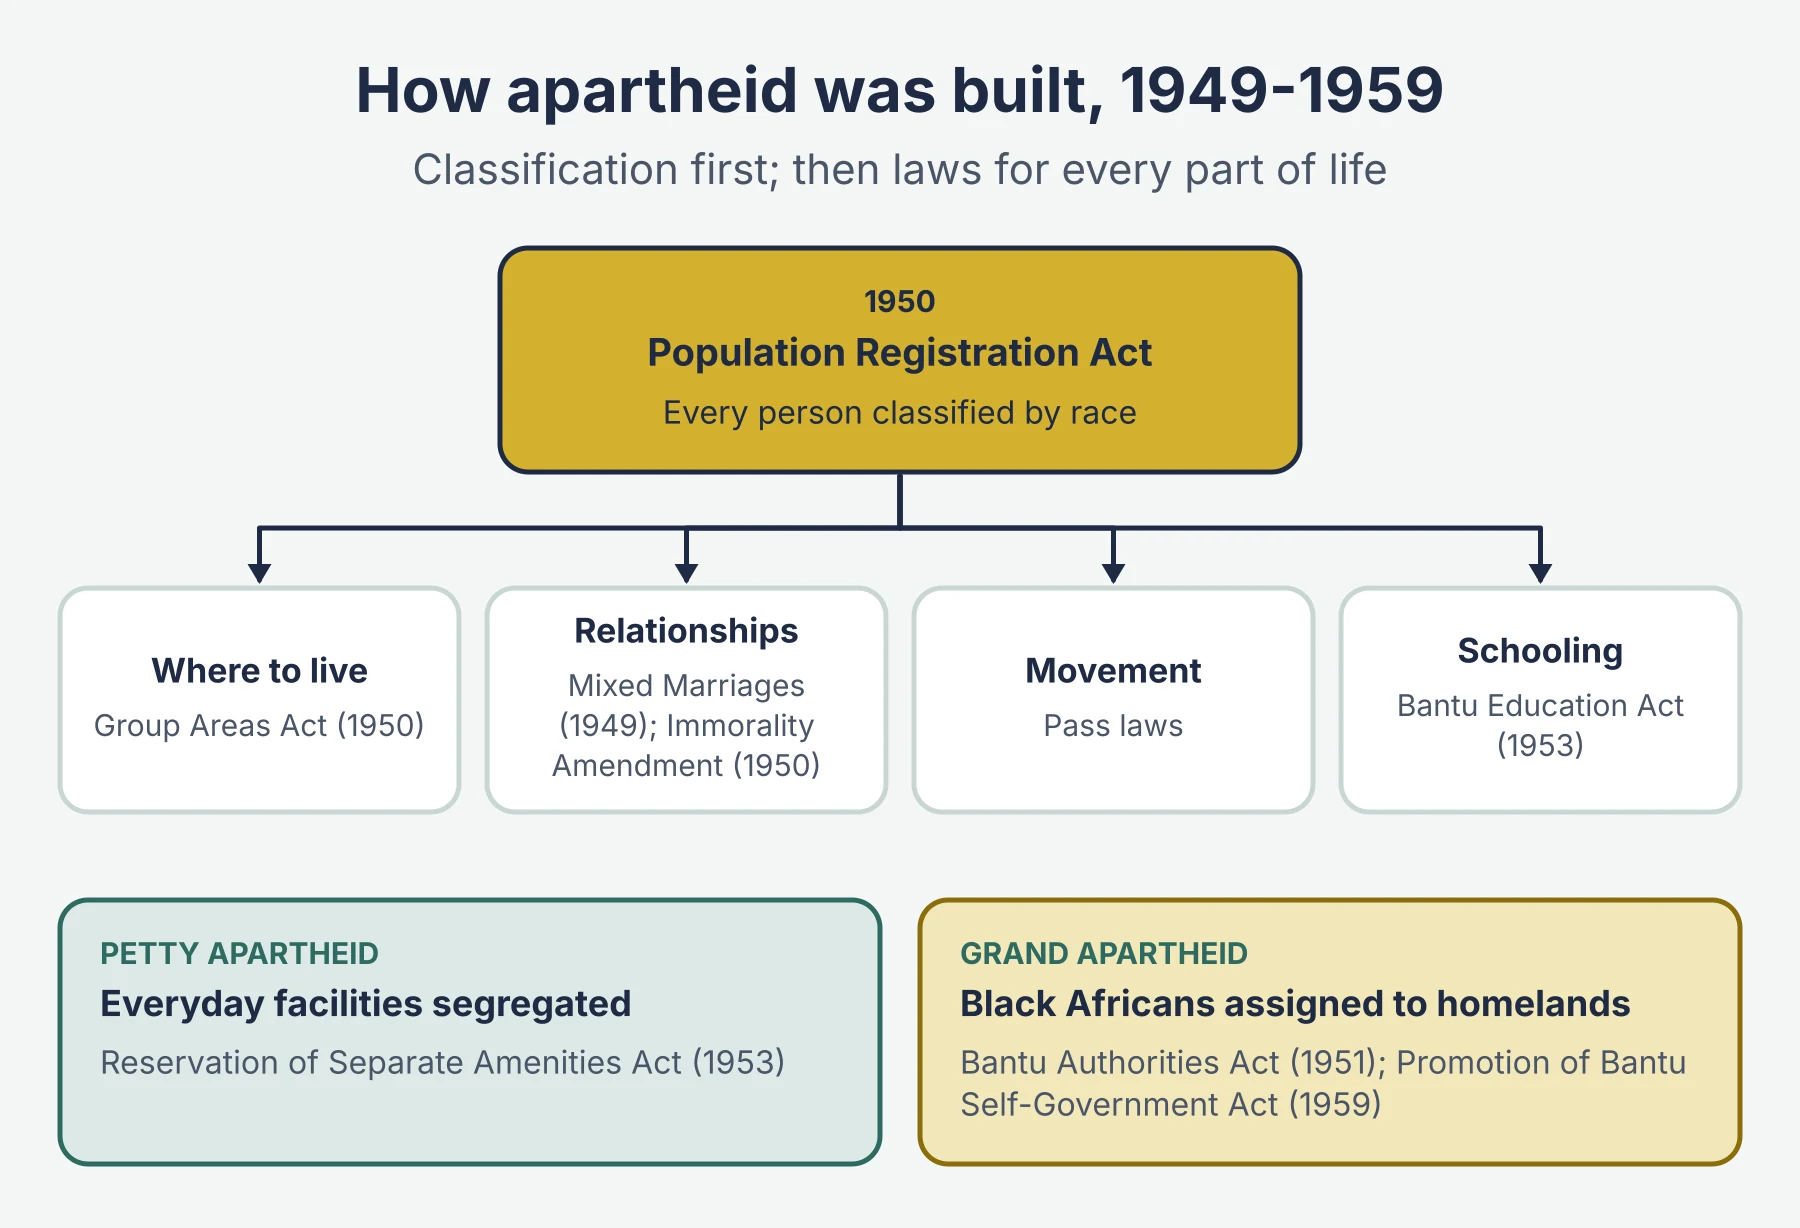 How apartheid was built, 1949-1959
Classification first; then laws for every part of life
1950
Population Registration Act
Every person classified by race
Where to live
Group Areas Act (1950)
Relationships
Mixed Marriages
(1949); Immorality
Amendment (1950)
Movement
Pass laws
Schooling
Bantu Education Act
(1953)
PETTY APARTHEID
Everyday facilities segregated
Reservation of Separate Amenities Act (1953)
GRAND APARTHEID
Black Africans assigned to homelands
Bantu Authorities Act (1951); Promotion of Bantu
Self-Government Act (1959)